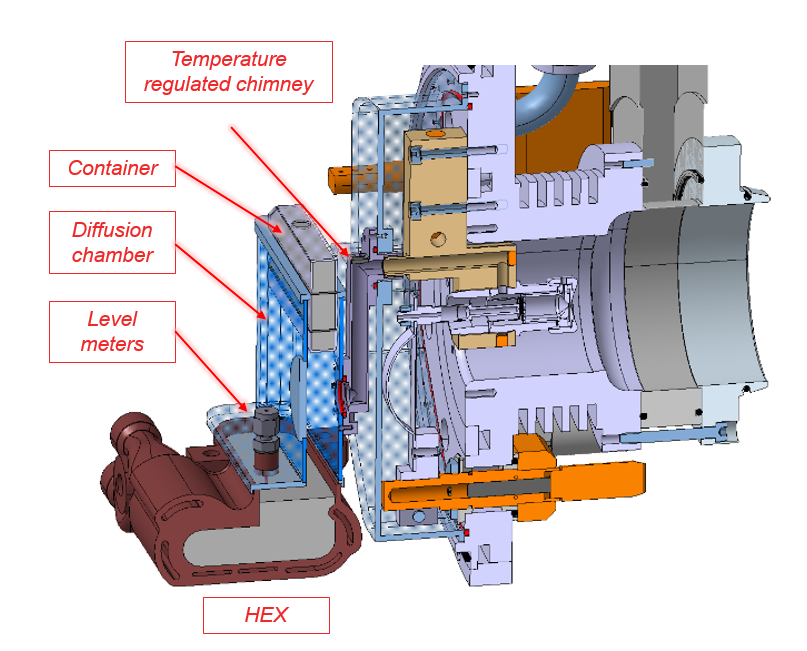 Temperature
regulated chimney
Container
Diffusion
chamber
Level
meters
HEX